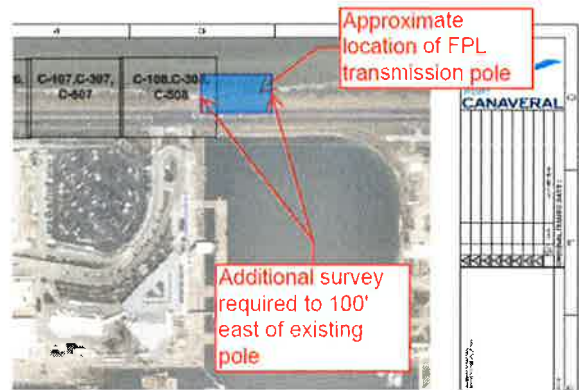 Approximate
location of FPL
transmission pole
C-107,C-307,
C-507
C-108,C-308,
C-508
CANAVERAL
Additional survey
required to 100'
east of existing
pole